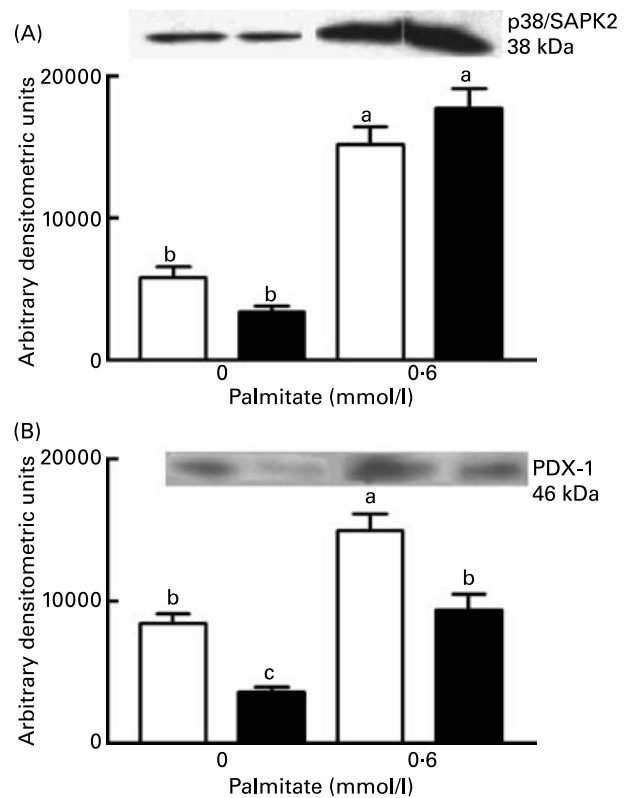 (A)
p38/SAPK2
38 kDa
Arbitrary densitometric units
20000
10000
0
b
b
a
a
0
0·6
Palmitate (mmol/l)
(B)
PDX-1
46 kDa
Arbitrary densitometric units
20000
10000
0
b
c
a
b
0
0·6
Palmitate (mmol/l)